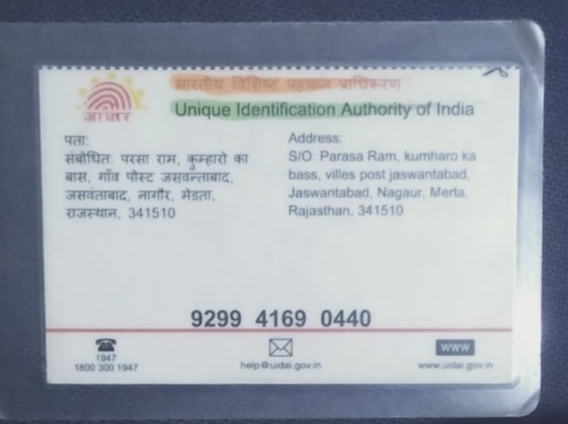 भारतीय विशिष्ट पहचान प्राधिकरण
Unique Identification Authority of India
आधार
पता:
संबोधित: परसा राम, कुम्हारो का
बास, गाँव पोस्ट जसवन्ताबाद,
जसवंताबाद, नागौर, मेडता,
राजस्थान, 341510
Address:
S/O: Parasa Ram, kumharo ka
bass, villes post jaswantabad,
Jaswantabad, Nagaur, Merta,
Rajasthan, 341510
9299 4169 0440
1947
1800 300 1947
help@uidai.gov.in
www
www.uidai.gov.in